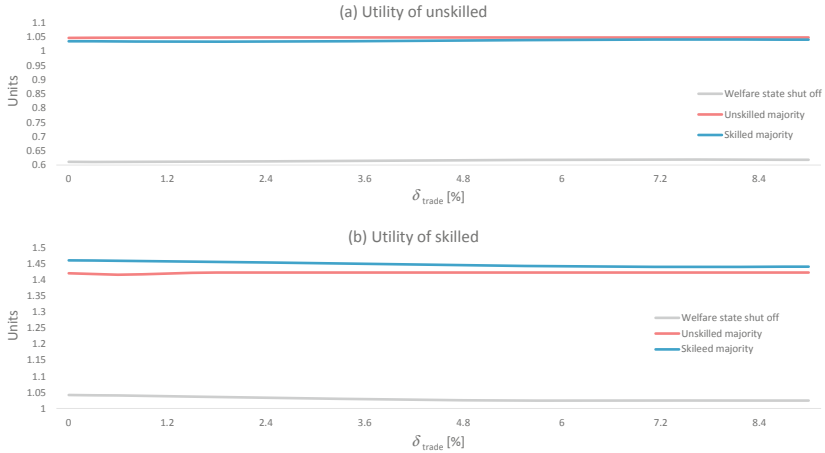 (a) Utility of unskilled
Units
1.1
1.05
1
0.95
0.9
0.85
0.8
0.75
0.7
0.65
0.6
Welfare state shut off
Unskilled majority
Skilled majority
0 1.2 2.4 3.6 4.8 6 7.2 8.4
δ trade [%]
(b) Utility of skilled
Units
1.5
1.45
1.4
1.35
1.3
1.25
1.2
1.15
1.1
1.05
1
Welfare state shut off
Unskilled majority
Skileed majority
0 1.2 2.4 3.6 4.8 6 7.2 8.4
δ trade [%]